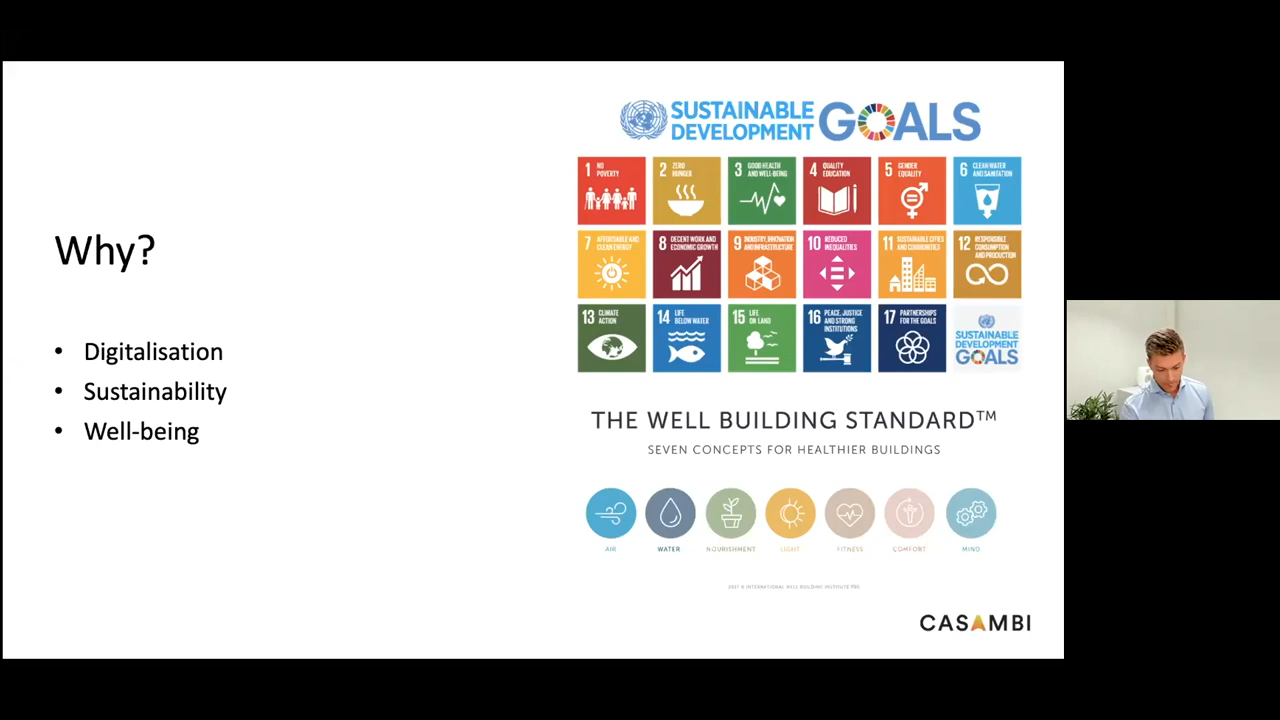 SUSTAINABLE
DEVELOPMENT
GOALS
1 NO
POVERTY
2 ZERO
HUNGER
3 GOOD HEALTH
AND WELL-BEING
4 QUALITY
EDUCATION
5 GENDER
EQUALITY
6 CLEAN WATER
AND SANITATION
Why?
7 AFFORDABLE AND
CLEAN ENERGY
8 DECENT WORK AND
ECONOMIC GROWTH
9 INDUSTRY, INNOVATION
AND INFRASTRUCTURE
10 REDUCED
INEQUALITIES
11 SUSTAINABLE CITIES
AND COMMUNITIES
12 RESPONSIBLE
CONSUMPTION
AND PRODUCTION
13 CLIMATE
ACTION
14 LIFE
BELOW WATER
15 LIFE
ON LAND
16 PEACE, JUSTICE
AND STRONG
INSTITUTIONS
17 PARTNERSHIPS
FOR THE GOALS
SUSTAINABLE
DEVELOPMENT
GOALS
• Digitalisation
• Sustainability
• Well-being
THE WELL BUILDING STANDARD™
SEVEN CONCEPTS FOR HEALTHIER BUILDINGS
AIR
WATER
NOURISHMENT
LIGHT
FITNESS
COMFORT
MIND
INTERNATIONAL WELL BUILDING INSTITUTE
CASAMBI